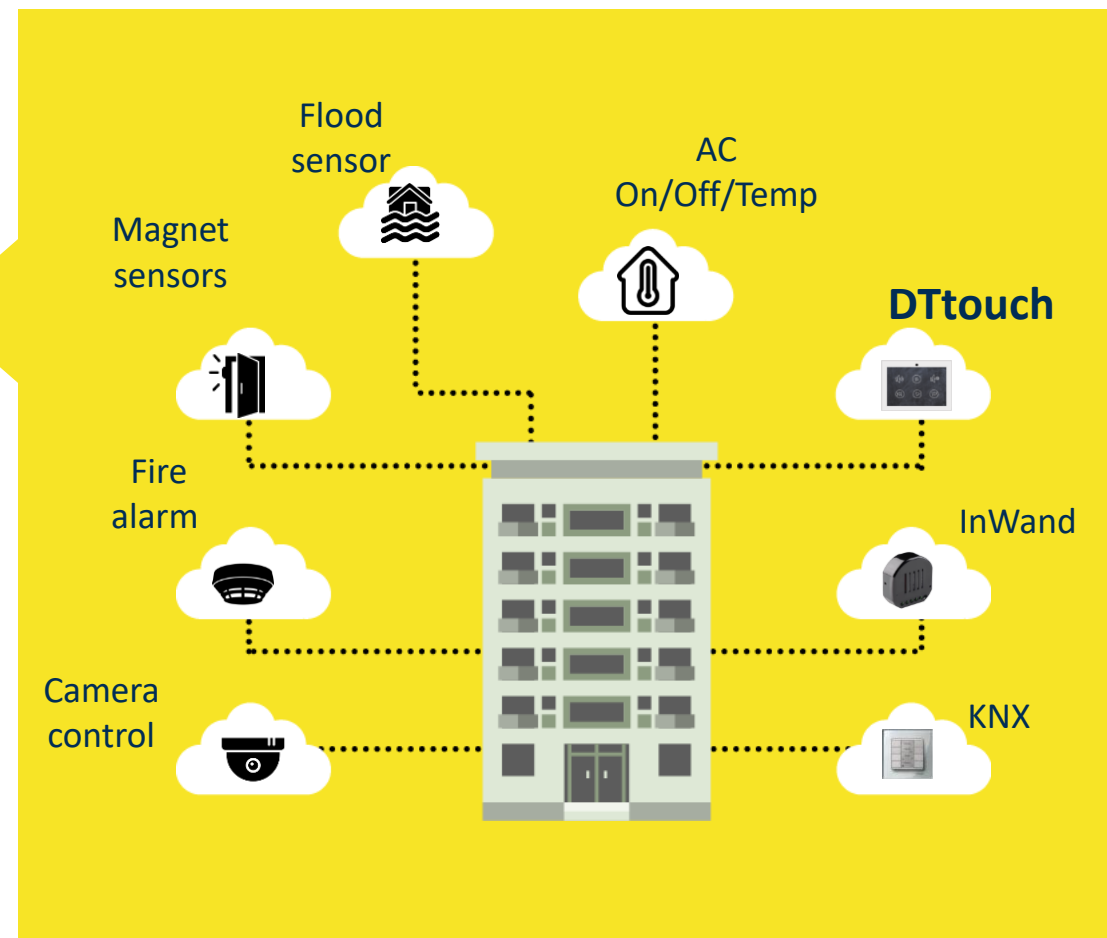 Flood
sensor
AC
On/Off/Temp
Magnet
sensors
DTtouch
Fire
alarm
InWand
Camera
control
KNX